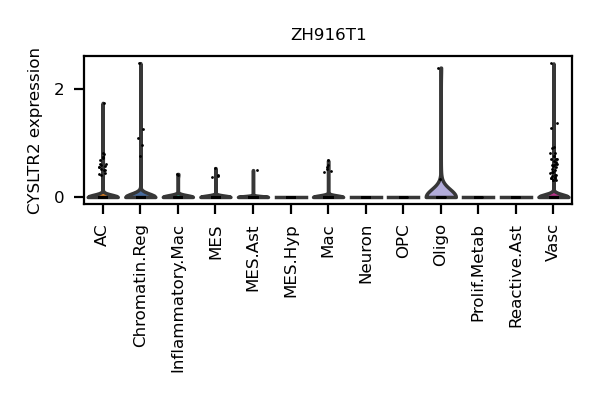 ZH916T1
CYSLTR2 expression
2
0
AC
Chromatin.Reg
Inflammatory.Mac
MES
MES.Ast
MES.Hyp
Mac
Neuron
OPC
Oligo
Prolif.Metab
Reactive.Ast
Vasc